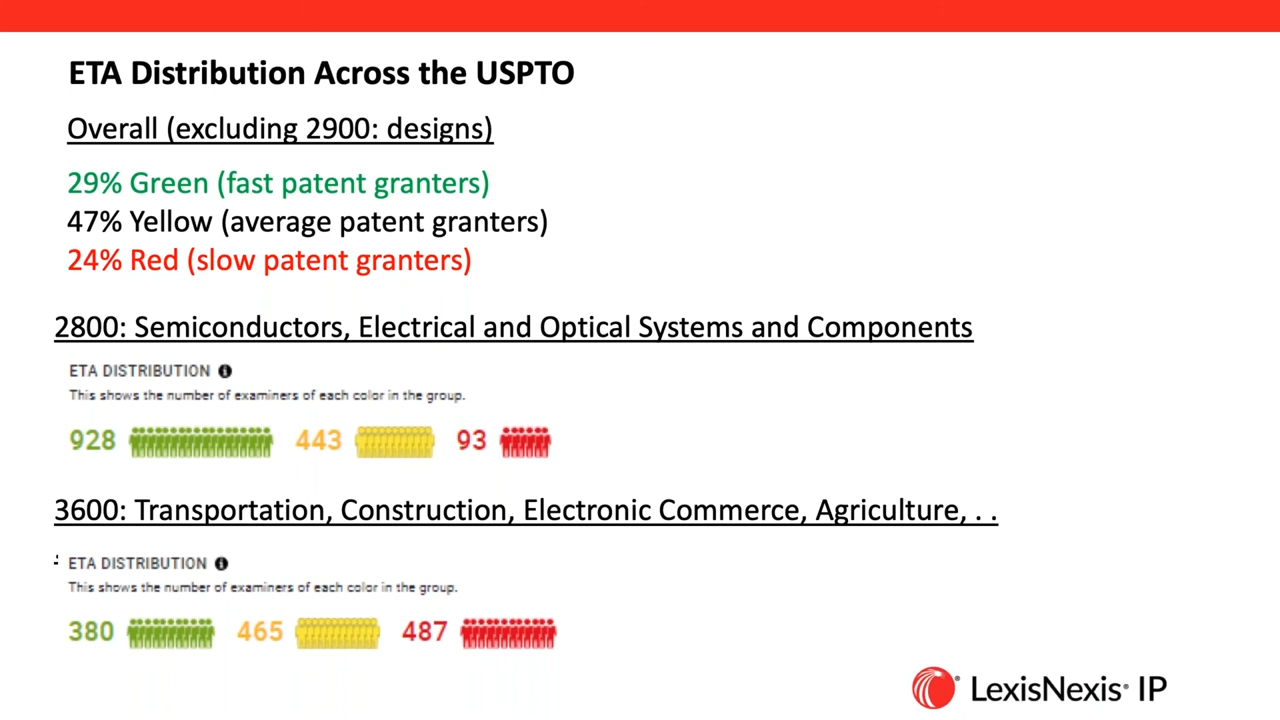 ETA Distribution Across the USPTO
Overall (excluding 2900: designs)
29% Green (fast patent granters)
47% Yellow (average patent granters)
24% Red (slow patent granters)
2800: Semiconductors, Electrical and Optical Systems and Components
ETA DISTRIBUTION
This shows the number of examiners of each color in the group.
928 443 93
3600: Transportation, Construction, Electronic Commerce, Agriculture, . .
.
ETA DISTRIBUTION
This shows the number of examiners of each color in the group.
380 465 487
LexisNexis® IP